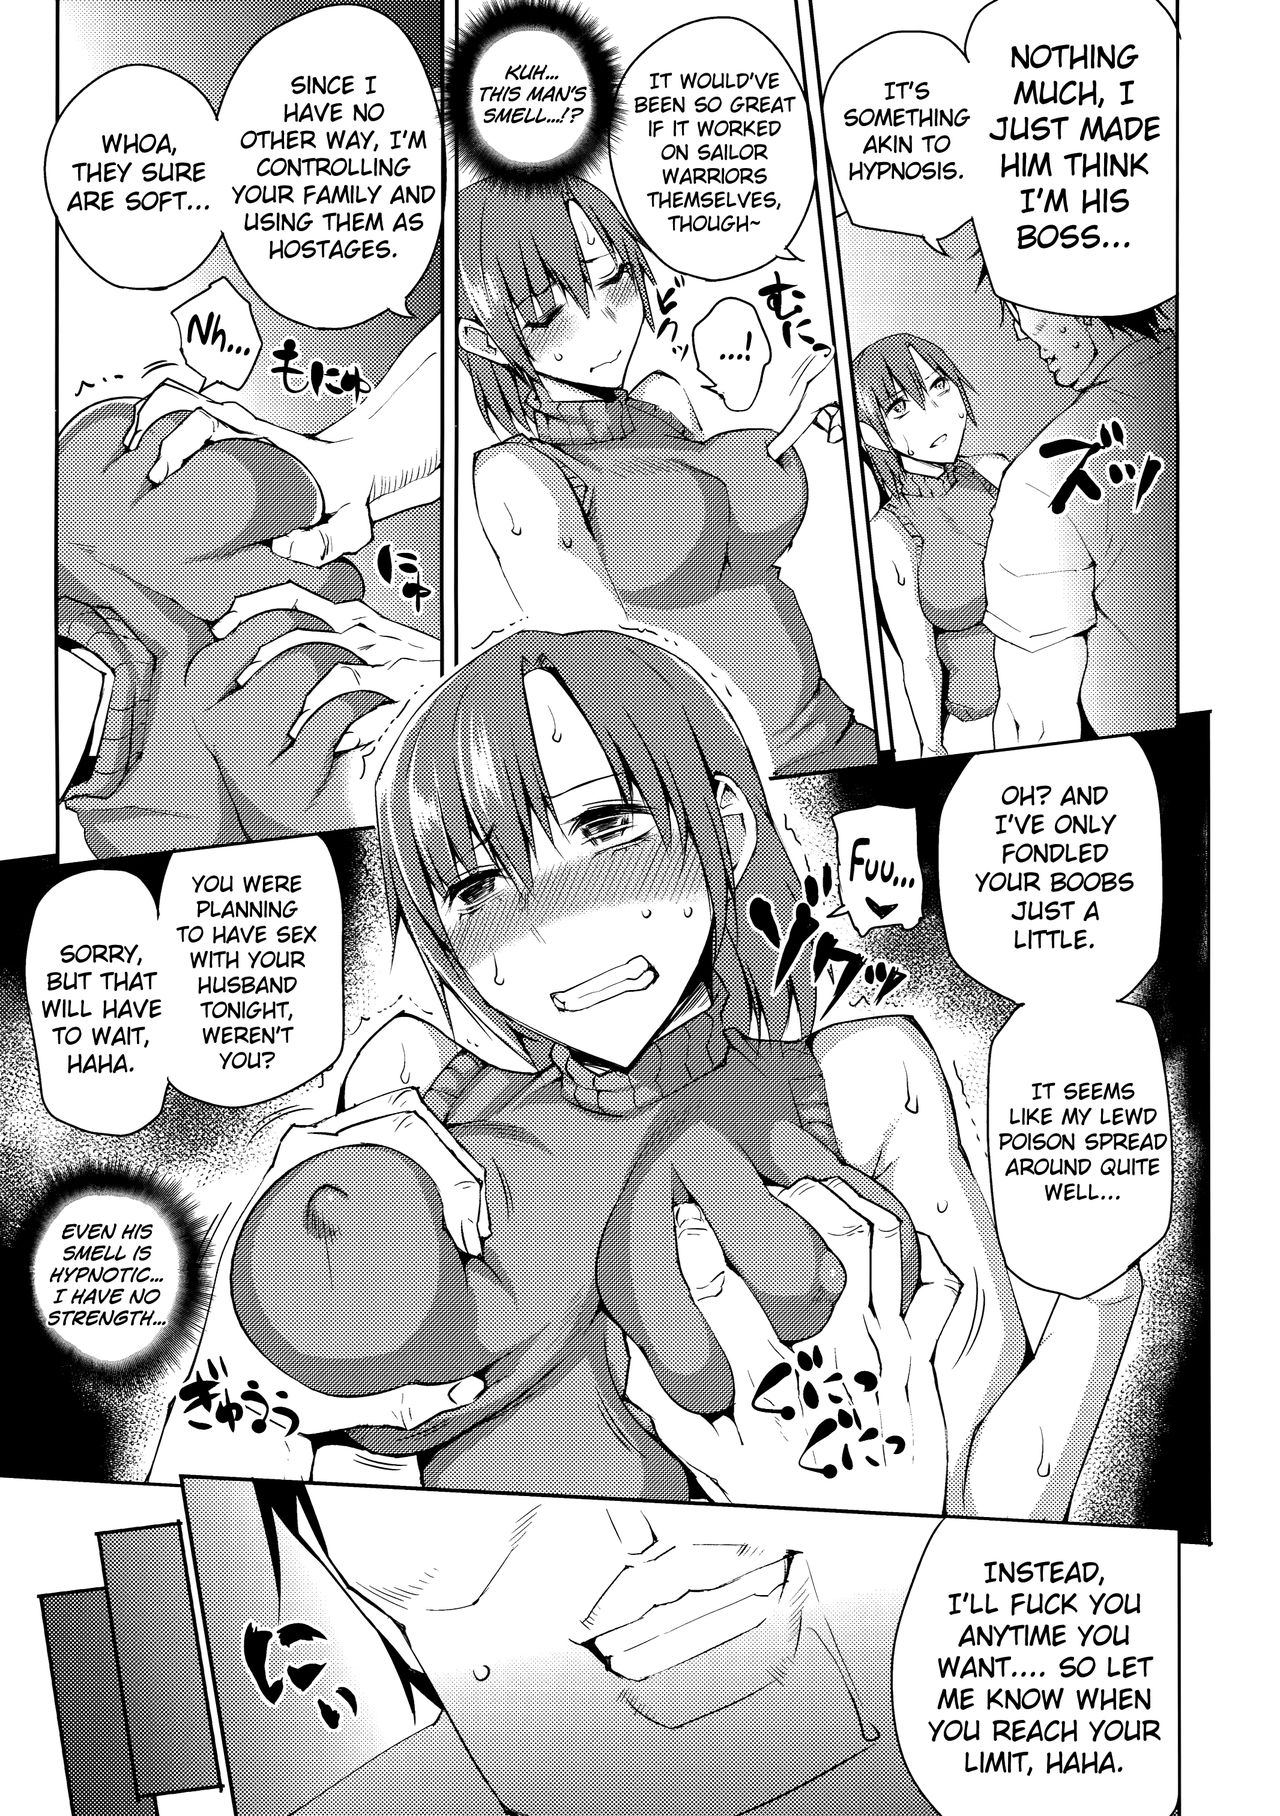 NOTHING
MUCH, I
JUST MADE
HIM THINK
I'M HIS
BOSS...
IT'S
SOMETHING
AKIN TO
HYPNOSIS.
ズッ
IT WOULD'VE
BEEN SO GREAT
IF IT WORKED
ON SAILOR
WARRIORS
THEMSELVES,
THOUGH~
KUH...
THIS MAN'S
SMELL...!?
むに
...!
ビク
SINCE I
HAVE NO
OTHER WAY, I'M
CONTROLLING
YOUR FAMILY AND
USING THEM AS
HOSTAGES.
WHOA,
THEY SURE
ARE SOFT...
Nh...
もにゅ
にゅ
OH? AND
I'VE ONLY
FONDLED
YOUR BOOBS
JUST A
LITTLE.
Fuu...
IT SEEMS
LIKE MY LEWD
POISON SPREAD
AROUND QUITE
WELL...
YOU WERE
PLANNING
TO HAVE SEX
WITH YOUR
HUSBAND
TONIGHT,
WEREN'T
YOU?
SORRY,
BUT THAT
WILL HAVE
TO WAIT,
HAHA.
EVEN HIS
SMELL IS
HYPNOTIC...
I HAVE NO
STRENGTH...
ぎゅうぅ
INSTEAD,
I'LL FUCK YOU
ANYTIME YOU
WANT.... SO LET
ME KNOW WHEN
YOU REACH YOUR
LIMIT, HAHA.
にぃ